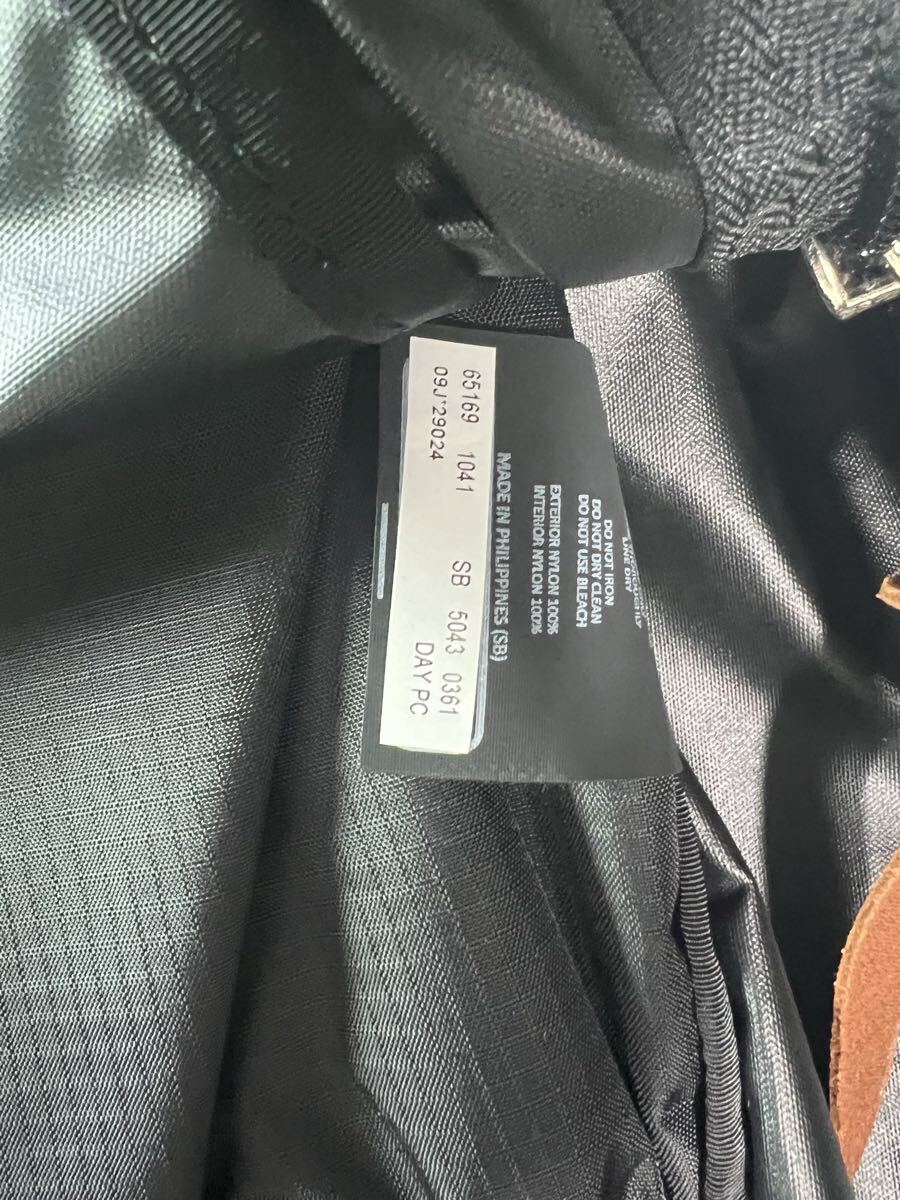 LINE DRY
DO NOT IRON
DO NOT DRY CLEAN
DO NOT USE BLEACH
EXTERIOR NYLON 100%
INTERIOR NYLON 100%
MADE IN PHILIPPINES (SB)
65169 1041 SB 5043 0361
09J*29024 DAY PC